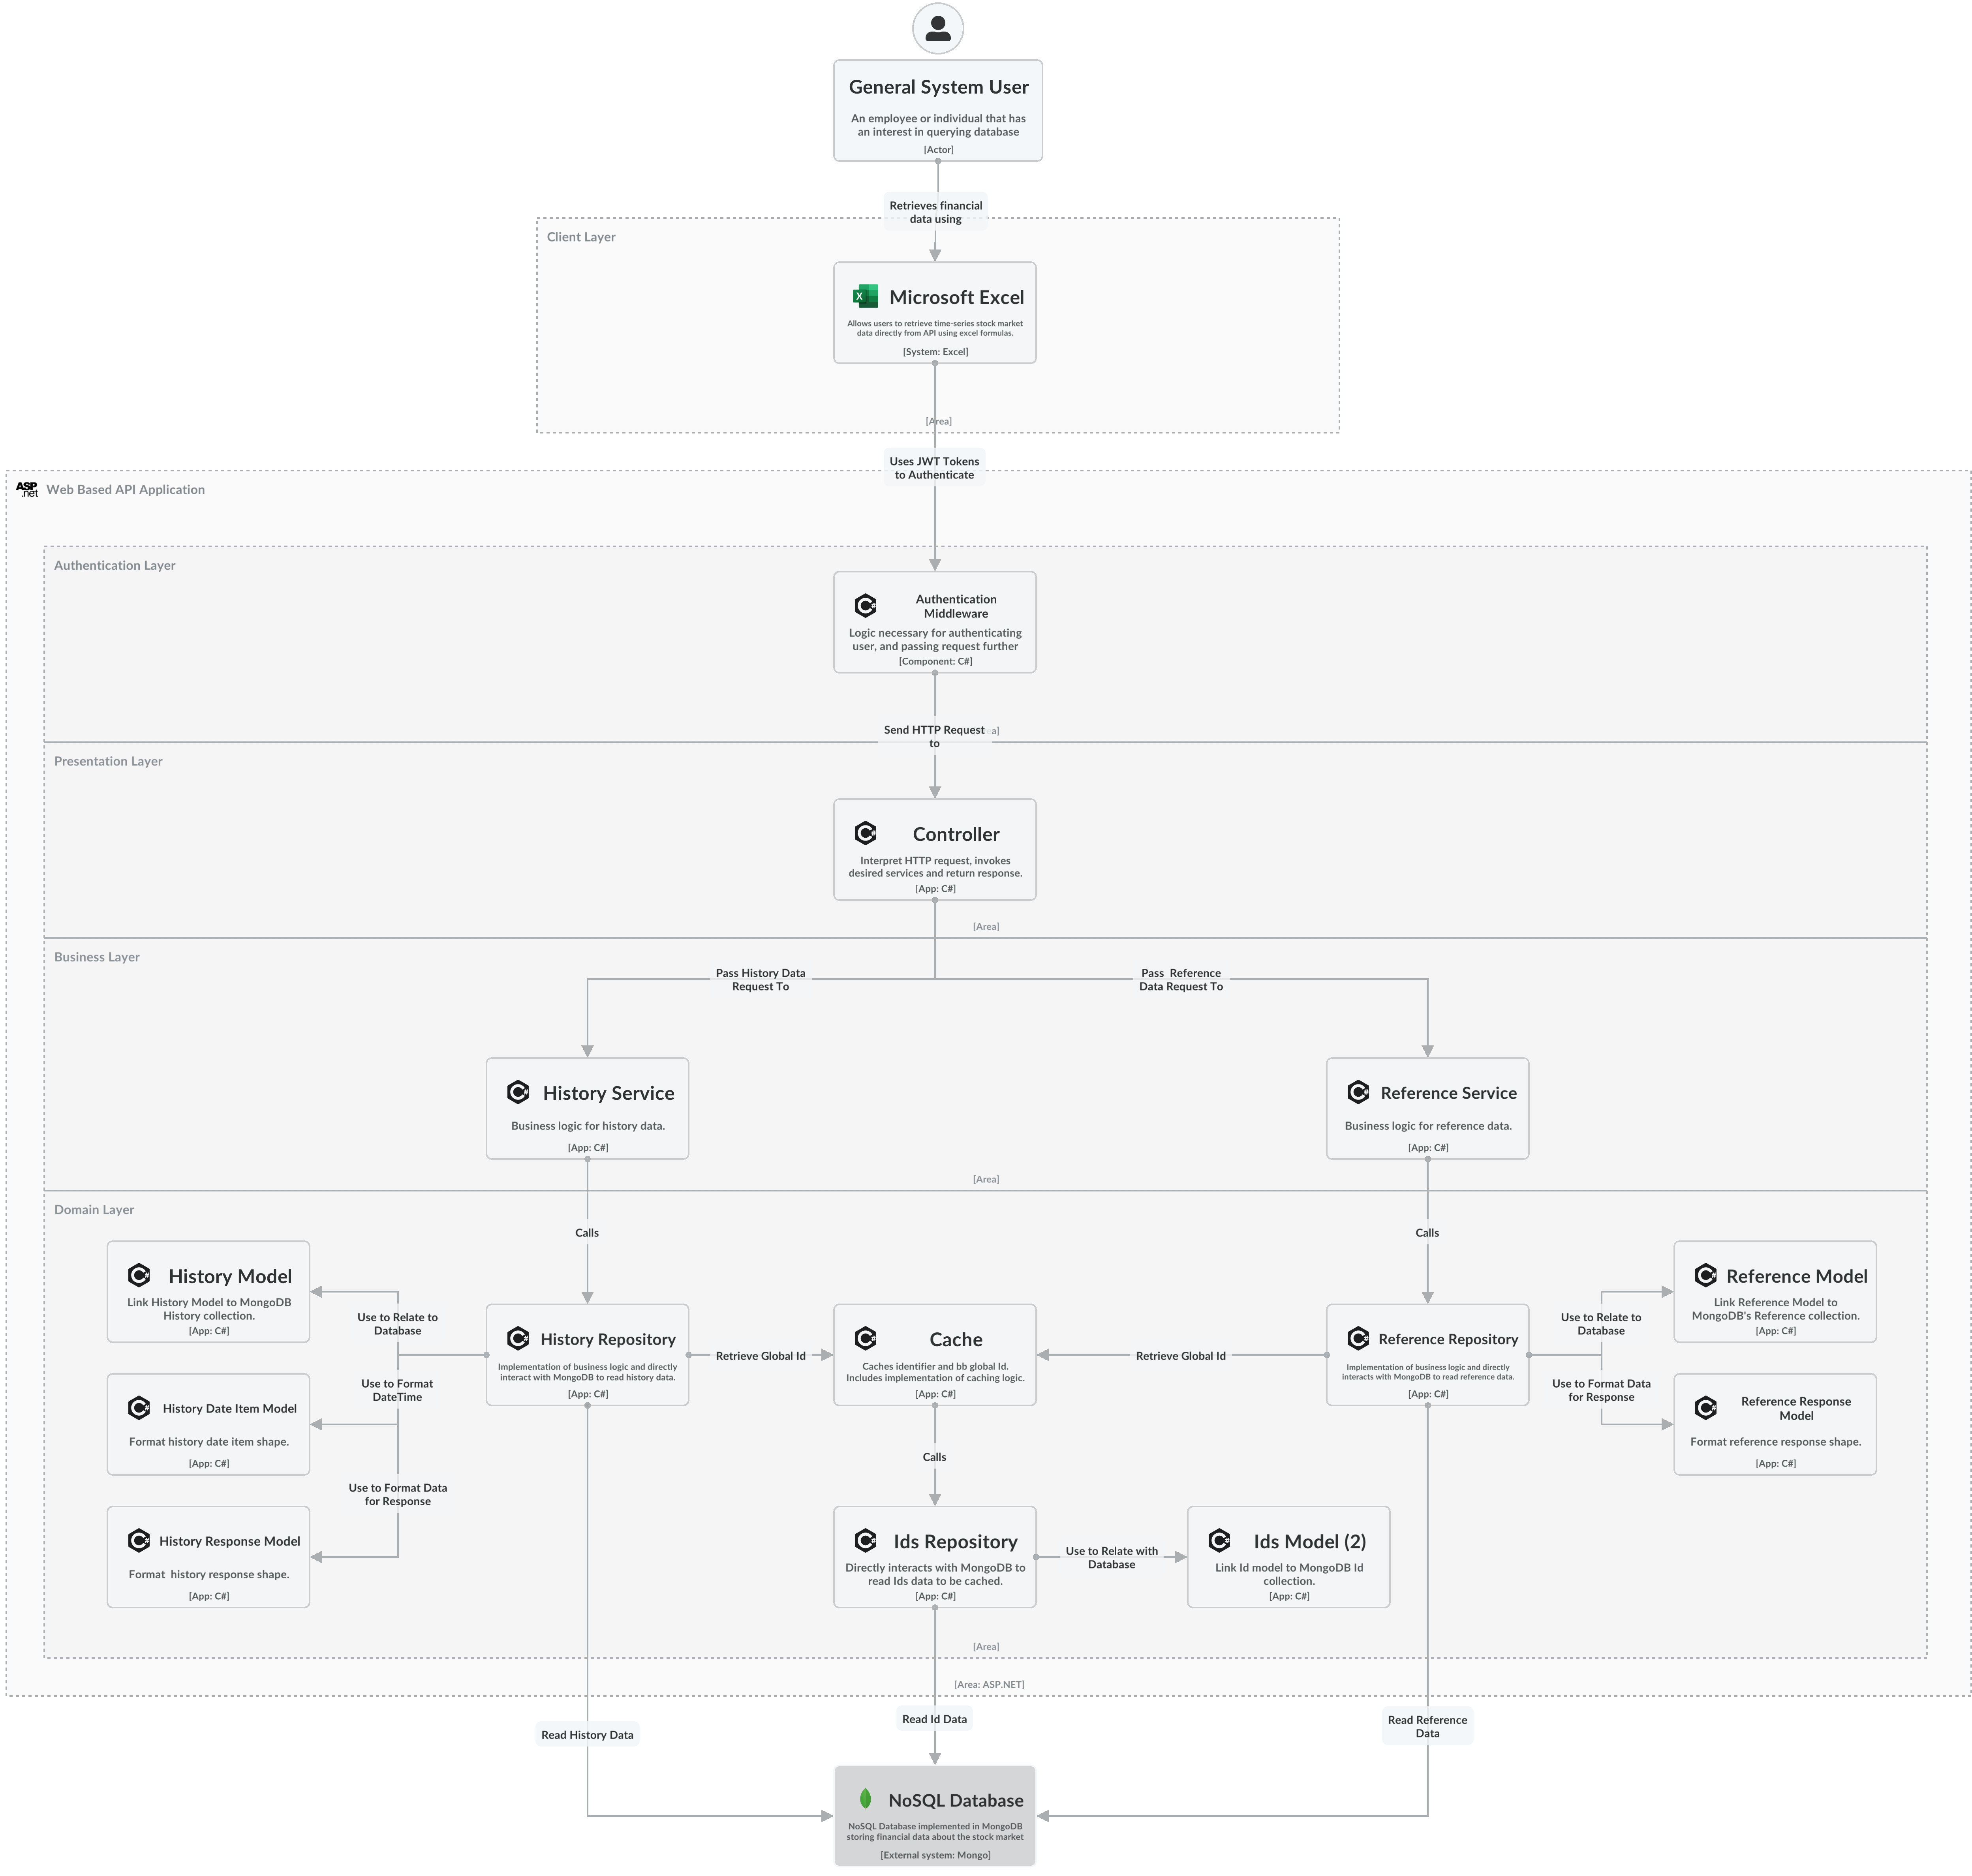 General System User
An employee or individual that has
an interest in querying database
[Actor]
Retrieves financial
data using
Client Layer
X
Microsoft Excel
Allows users to retrieve time-series stock market
data directly from API using excel formulas.
[System: Excel]
[Area]
Uses JWT Tokens
to Authenticate
ASP
.net
Web Based API Application
Authentication Layer
Authentication
Middleware
Logic necessary for authenticating
user, and passing request further
[Component: C#]
Send HTTP Request
to
Presentation Layer
Controller
Interpret HTTP request, invokes
desired services and return response.
[App: C#]
[Area]
Business Layer
Pass History Data
Request To
Pass  Reference
Data Request To
History Service
Business logic for history data.
[App: C#]
Reference Service
Business logic for reference data.
[App: C#]
[Area]
Domain Layer
Calls
Calls
History Model
Link History Model to MongoDB
History collection.
[App: C#]
Use to Relate to
Database
History Repository
Implementation of business logic and directly
interact with MongoDB to read history data.
[App: C#]
Retrieve Global Id
Cache
Caches identifier and bb global Id.
Includes implementation of caching logic.
[App: C#]
Retrieve Global Id
Reference Repository
Implementation of business logic and directly
interacts with MongoDB to read reference data.
[App: C#]
Use to Relate to
Database
Reference Model
Link Reference Model to
MongoDB's Reference collection.
[App: C#]
Use to Format
DateTime
Use to Format Data
for Response
History Date Item Model
Format history date item shape.
[App: C#]
Reference Response
Model
Format reference response shape.
[App: C#]
Calls
Use to Format Data
for Response
History Response Model
Format  history response shape.
[App: C#]
Ids Repository
Directly interacts with MongoDB to
read Ids data to be cached.
[App: C#]
Use to Relate with
Database
Ids Model (2)
Link Id model to MongoDB Id
collection.
[App: C#]
[Area]
[Area: ASP.NET]
Read History Data
Read Id Data
Read Reference
Data
NoSQL Database
NoSQL Database implemented in MongoDB
storing financial data about the stock market
[External system: Mongo]